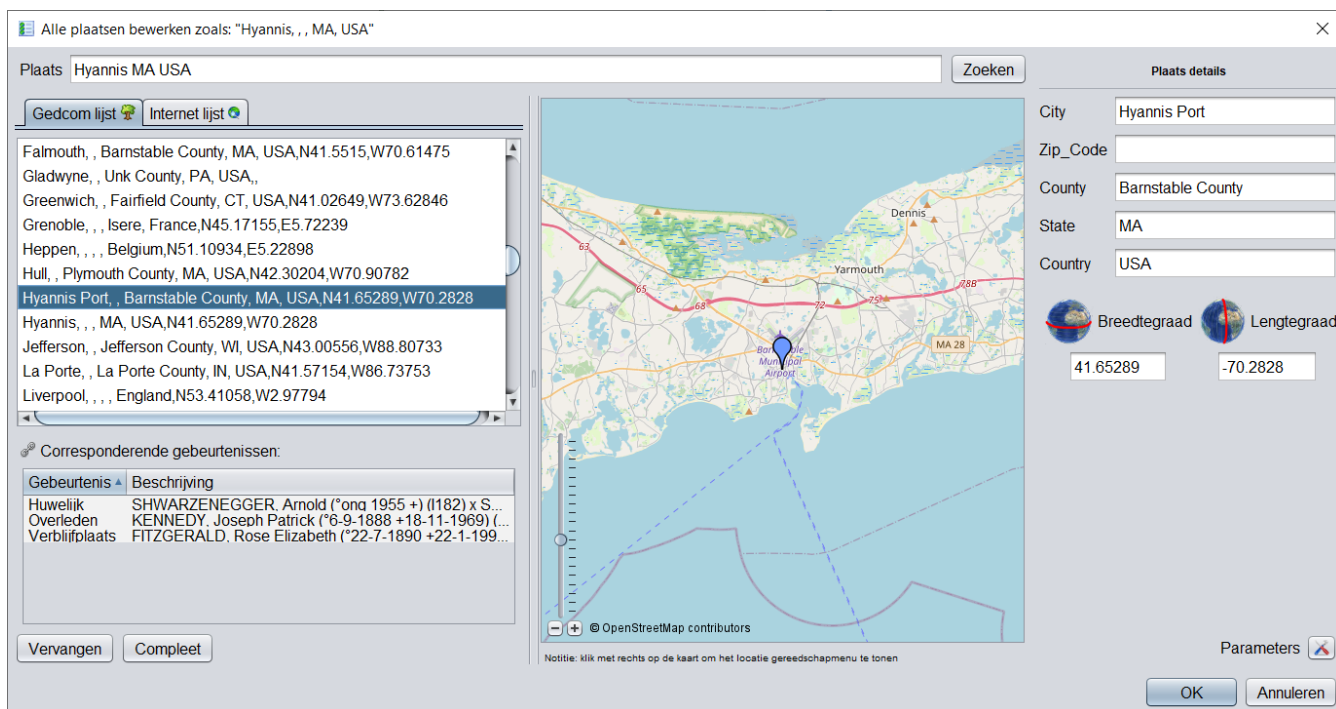 Alle plaatsen bewerken zoals: "Hyannis, , , MA, USA"
Plaats Hyannis MA USA Zoeken
Gedcom lijst Internet lijst
Falmouth, , Barnstable County, MA, USA,N41.5515,W70.61475
Gladwyne, , Unk County, PA, USA,,
Greenwich, , Fairfield County, CT, USA,N41.02649,W73.62846
Grenoble, , , Isere, France,N45.17155,E5.72239
Heppen, , , , Belgium,N51.10934,E5.22898
Hull, , Plymouth County, MA, USA,N42.30204,W70.90782
Hyannis Port, , Barnstable County, MA, USA,N41.65289,W70.2828
Hyannis, , , MA, USA,N41.65289,W70.2828
Jefferson, , Jefferson County, WI, USA,N43.00556,W88.80733
La Porte, , La Porte County, IN, USA,N41.57154,W86.73753
Liverpool, , , , England,N53.41058,W2.97794
Corresponderende gebeurtenissen:
Gebeurtenis Beschrijving
Huwelijk SHWARZENEGGER, Arnold (°ong 1955 +) (I182) x S...
Overleden KENNEDY, Joseph Patrick (°6-9-1888 +18-11-1969) (...
Verblijfplaats FITZGERALD, Rose Elizabeth (°22-7-1890 +22-1-199...
Vervangen Compleet
Dennis
63
Yarmouth
65
68
72
75
78B
MA 28
Barnstable
Municipal
Airport
© OpenStreetMap contributors
Notitie: klik met rechts op de kaart om het locatie gereedschapmenu te tonen
Plaats details
City Hyannis Port
Zip_Code
County Barnstable County
State MA
Country USA
Breedtegraad Lengtegraad
41.65289 -70.2828
Parameters
OK Annuleren